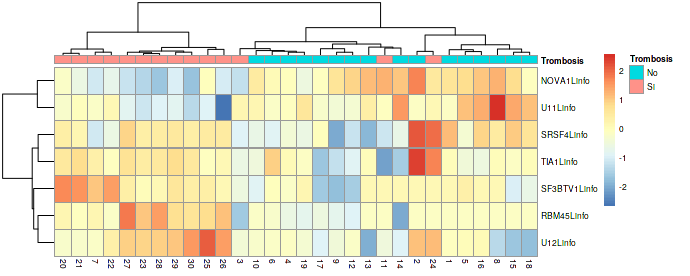 Trombosis
NOVA1Linfo
U11Linfo
SRSF4Linfo
TIA1Linfo
SF3BTV1Linfo
RBM45Linfo
U12Linfo
20 21 7 22 27 23 28 29 30 25 26 3 10 6 4 19 17 9 12 13 11 14 2 24 1 5 16 8 15 18
2
1
0
-1
-2
Trombosis
No
SI